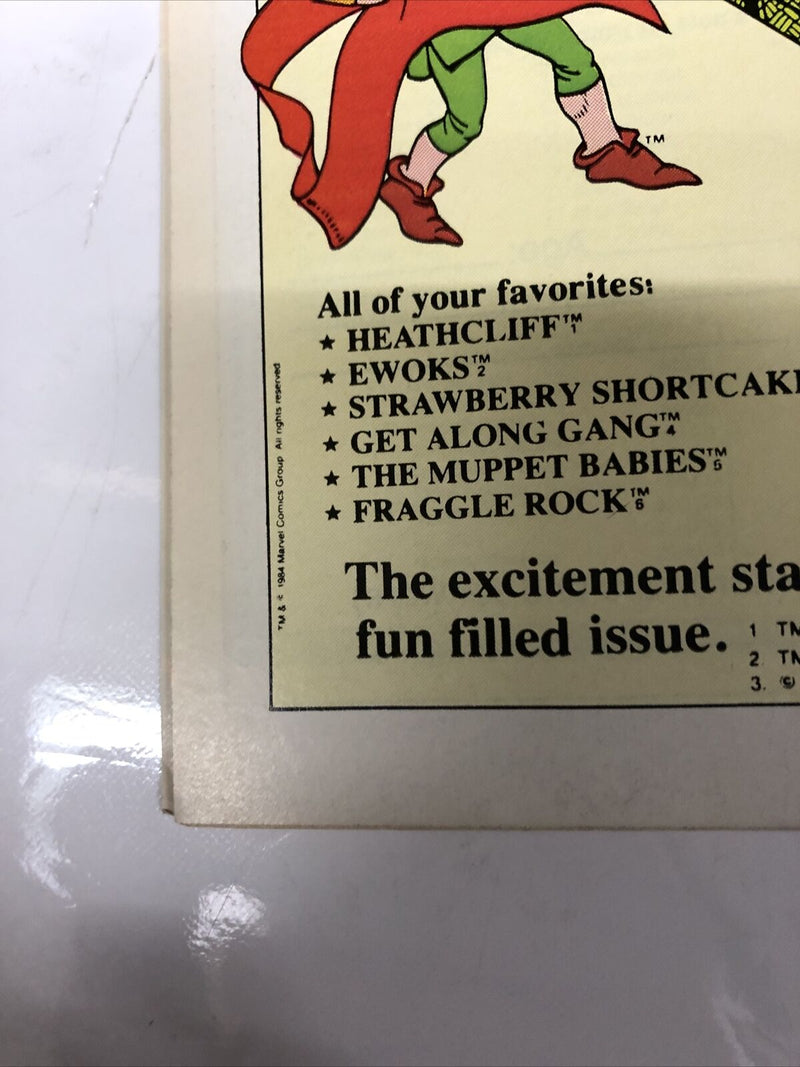 TM
All of your favorites:
★ HEATHCLIFF™1
★ EWOKS™2
★ STRAWBERRY SHORTCAK
★ GET ALONG GANG™4
★ THE MUPPET BABIES™5
★ FRAGGLE ROCK™6
TM & © 1984 Marvel Comics Group All rights reserved
The excitement sta
fun filled issue.
1 TM
2 TM
3. ©